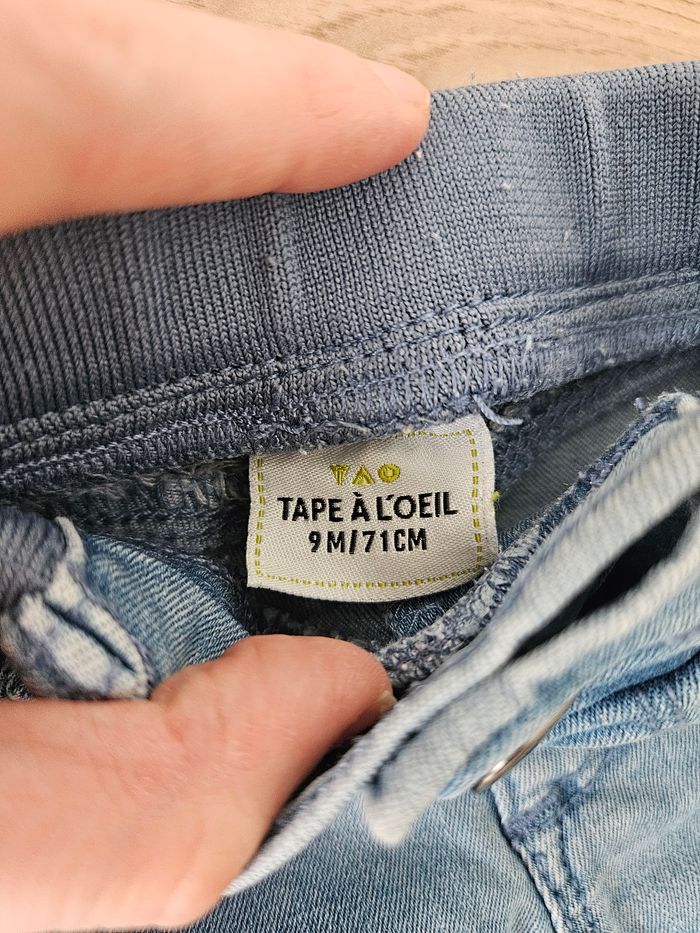 TAO
TAPE À L'OEIL
9M/71CM